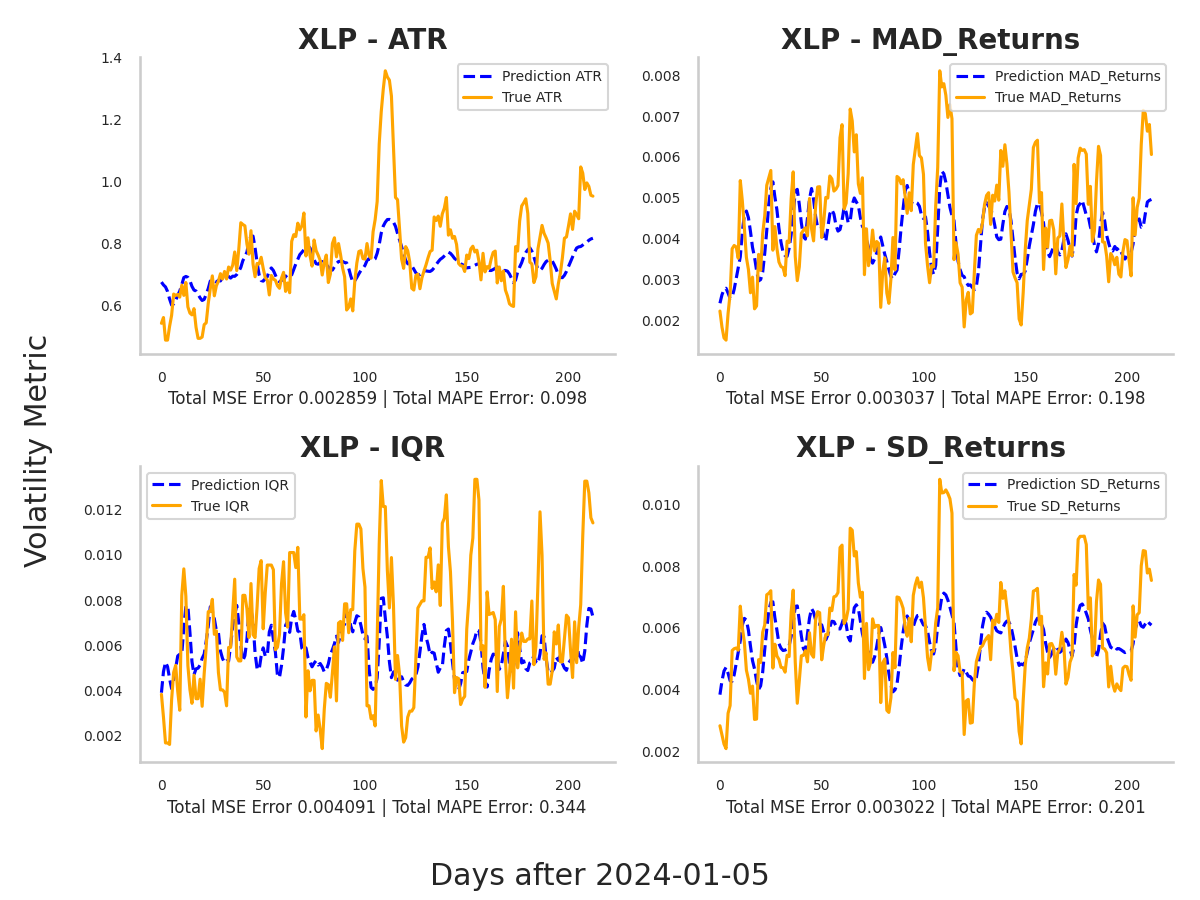 XLP - ATR
1.4
1.2
1.0
0.8
0.6
Prediction ATR
True ATR
0 50 100 150 200
Total MSE Error 0.002859 | Total MAPE Error: 0.098
XLP - MAD_Returns
0.008
0.007
0.006
0.005
0.004
0.003
0.002
Prediction MAD_Returns
True MAD_Returns
0 50 100 150 200
Total MSE Error 0.003037 | Total MAPE Error: 0.198
Volatility Metric
XLP - IQR
0.012
0.010
0.008
0.006
0.004
0.002
Prediction IQR
True IQR
0 50 100 150 200
Total MSE Error 0.004091 | Total MAPE Error: 0.344
XLP - SD_Returns
0.010
0.008
0.006
0.004
0.002
Prediction SD_Returns
True SD_Returns
0 50 100 150 200
Total MSE Error 0.003022 | Total MAPE Error: 0.201
Days after 2024-01-05